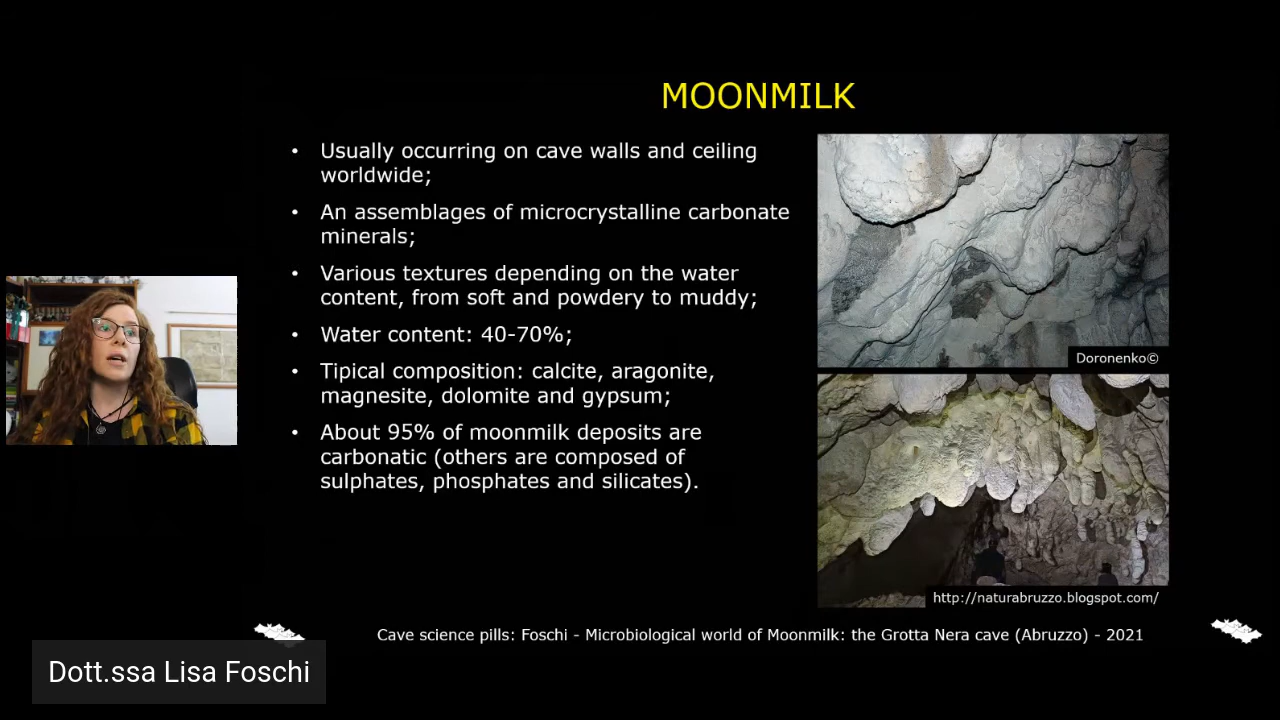 MOONMILK
• Usually occurring on cave walls and ceiling
worldwide;
• An assemblages of microcrystalline carbonate
minerals;
• Various textures depending on the water
content, from soft and powdery to muddy;
• Water content: 40-70%;
• Tipical composition: calcite, aragonite,
magnesite, dolomite and gypsum;
• About 95% of moonmilk deposits are
carbonatic (others are composed of
sulphates, phosphates and silicates).
Doronenko©
http://naturabruzzo.blogspot.com/
Cave science pills: Foschi - Microbiological world of Moonmilk: the Grotta Nera cave (Abruzzo) - 2021
Dott.ssa Lisa Foschi